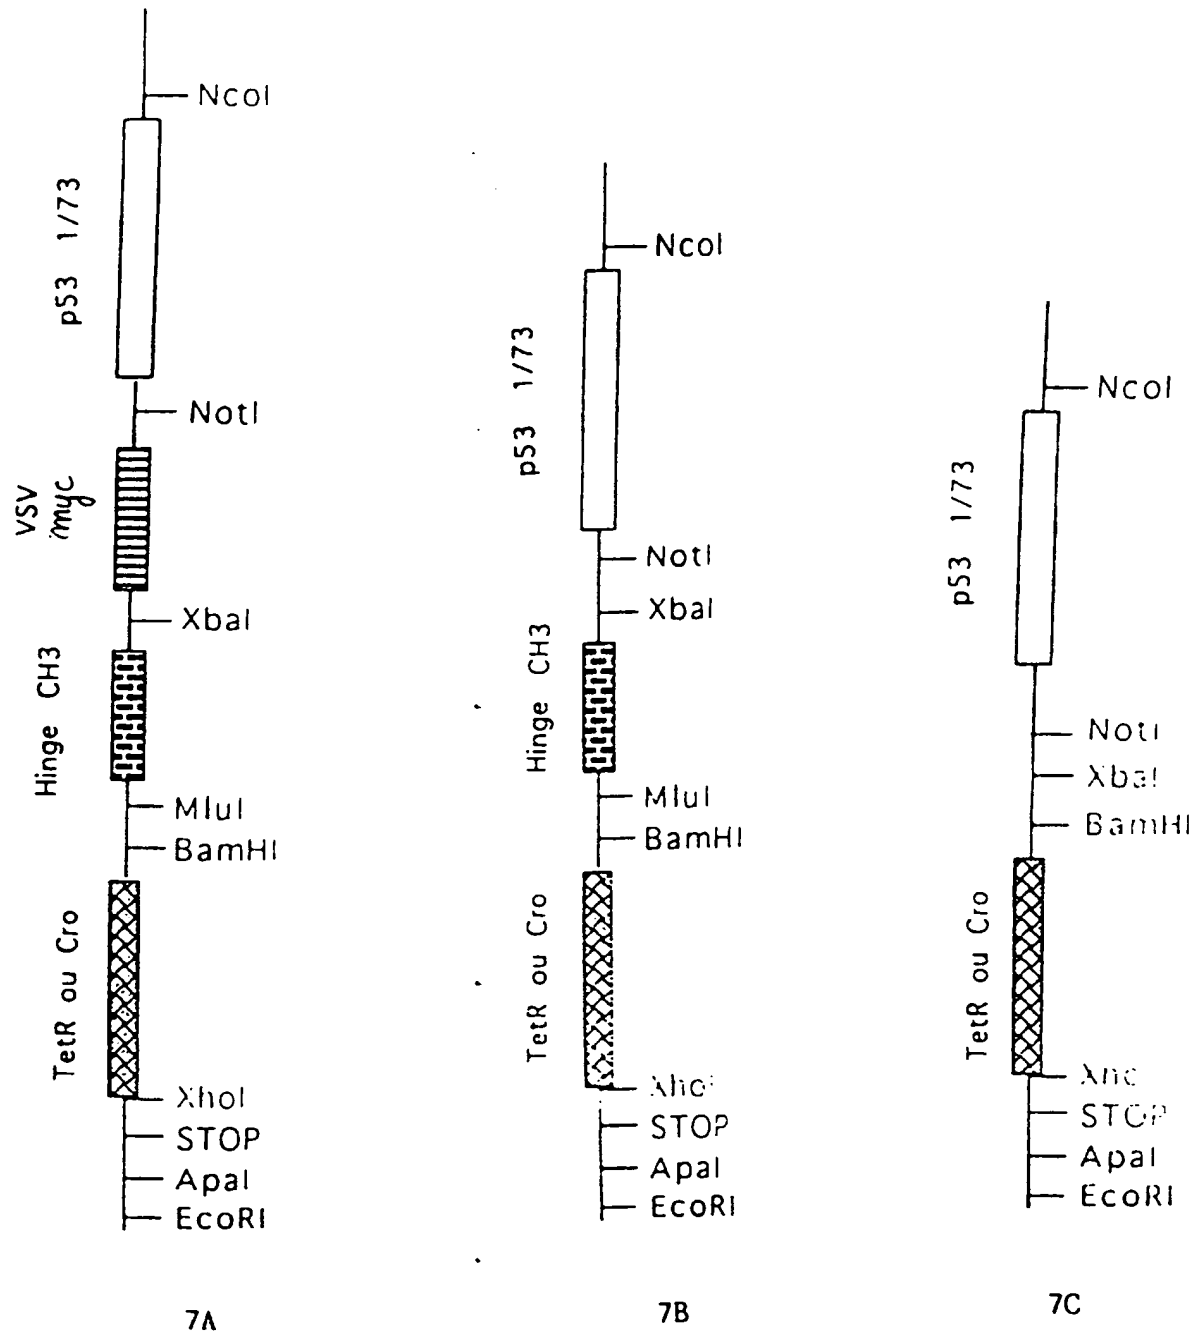 NcoI
p53 1/73
NotI
VSV
myc
XbaI
Hinge CH3
MluI
BamHI
TetR ou Cro
XhoI
STOP
ApaI
EcoRI
7A
NcoI
p53 1/73
NotI
XbaI
Hinge CH3
MluI
BamHI
TetR ou Cro
XhoI
STOP
ApaI
EcoRI
7B
NcoI
p53 1/73
NotI
XbaI
BamHI
TetR ou Cro
Xho
STOP
ApaI
EcoRI
7C